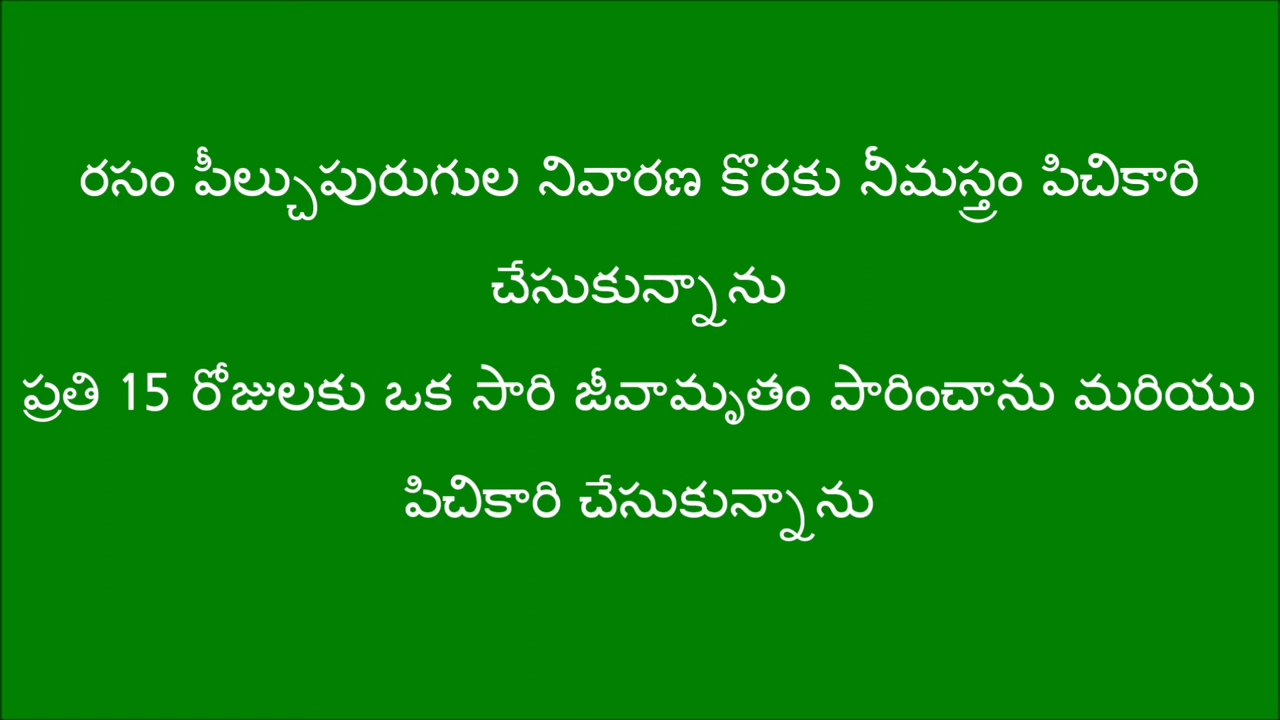 రసం పీల్చుపురుగుల నివారణ కొరకు నీమస్త్రం పిచికారి
చేసుకున్నాను
ప్రతి 15 రోజులకు ఒక సారి జీవామృతం పారించాను మరియు
పిచికారి చేసుకున్నాను